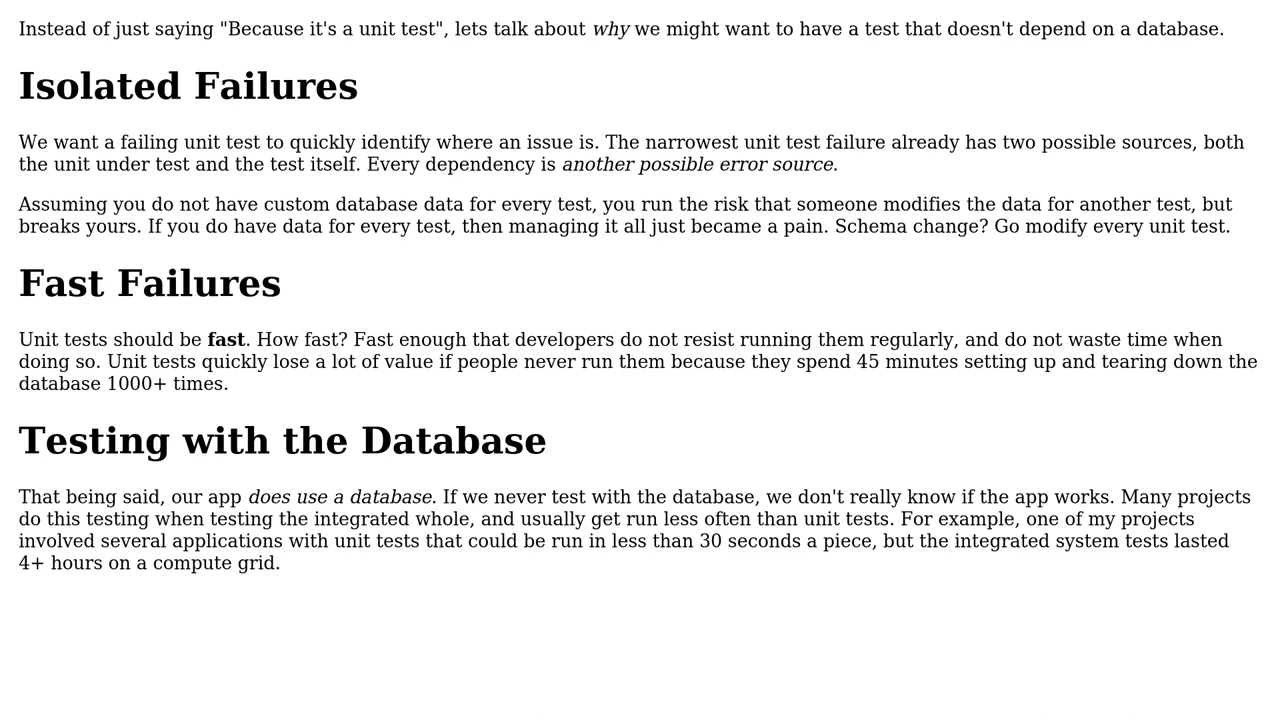 Instead of just saying "Because it's a unit test", lets talk about why we might want to have a test that doesn't depend on a database.
Isolated Failures
We want a failing unit test to quickly identify where an issue is. The narrowest unit test failure already has two possible sources, both
the unit under test and the test itself. Every dependency is another possible error source.
Assuming you do not have custom database data for every test, you run the risk that someone modifies the data for another test, but
breaks yours. If you do have data for every test, then managing it all just became a pain. Schema change? Go modify every unit test.
Fast Failures
Unit tests should be fast. How fast? Fast enough that developers do not resist running them regularly, and do not waste time when
doing so. Unit tests quickly lose a lot of value if people never run them because they spend 45 minutes setting up and tearing down the
database 1000+ times.
Testing with the Database
That being said, our app does use a database. If we never test with the database, we don't really know if the app works. Many projects
do this testing when testing the integrated whole, and usually get run less often than unit tests. For example, one of my projects
involved several applications with unit tests that could be run in less than 30 seconds a piece, but the integrated system tests lasted
4+ hours on a compute grid.